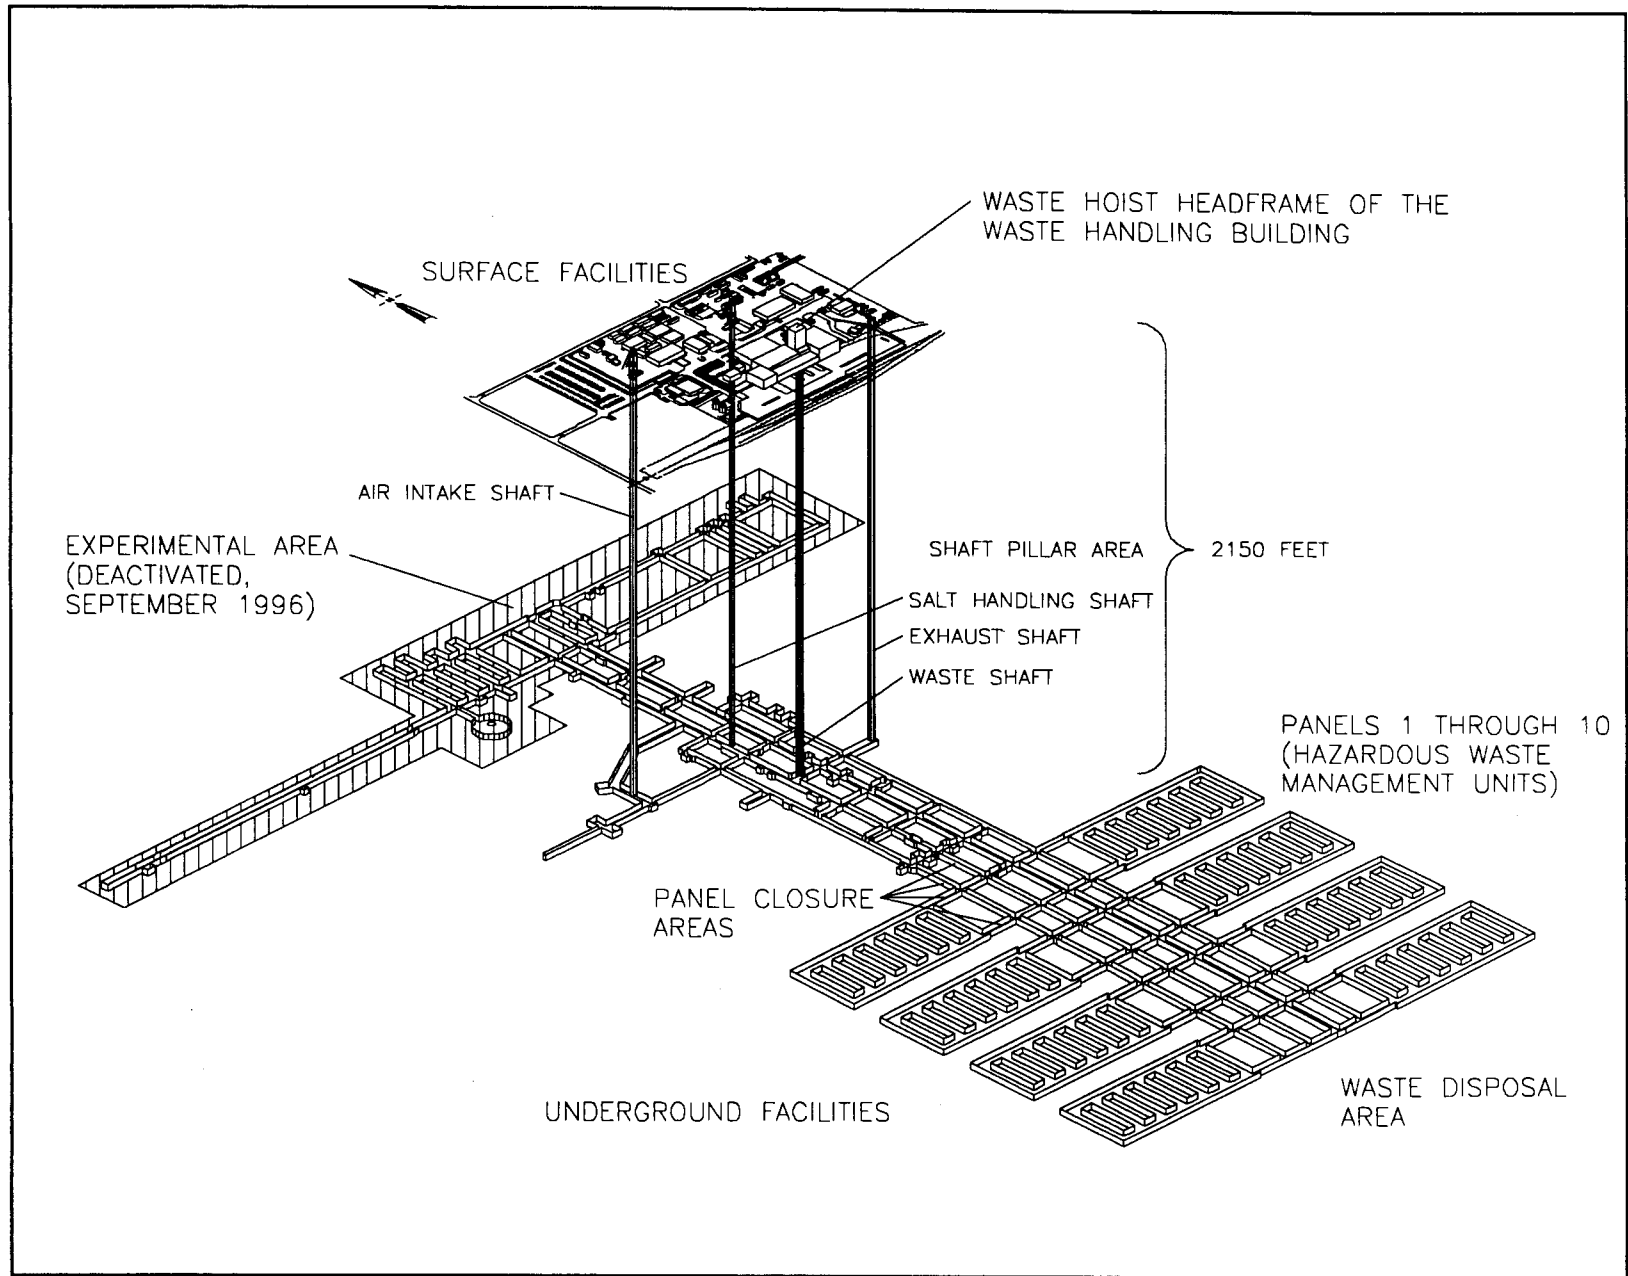 WASTE HOIST HEADFRAME OF THE
WASTE HANDLING BUILDING
SURFACE FACILITIES
AIR INTAKE SHAFT
EXPERIMENTAL AREA
(DEACTIVATED,
SEPTEMBER 1996)
SHAFT PILLAR AREA
2150 FEET
SALT HANDLING SHAFT
EXHAUST SHAFT
WASTE SHAFT
PANELS 1 THROUGH 10
(HAZARDOUS WASTE
MANAGEMENT UNITS)
PANEL CLOSURE
AREAS
UNDERGROUND FACILITIES
WASTE DISPOSAL
AREA